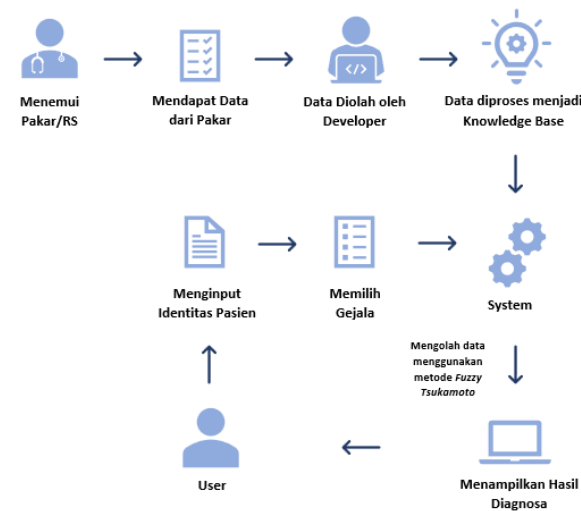 Menemui
Pakar/RS
Mendapat Data
dari Pakar
</>
Data Diolah oleh
Developer
Data diproses menjadi
Knowledge Base
Menginput
Identitas Pasien
Memilih
Gejala
System
Mengolah data
menggunakan
metode Fuzzy
Tsukamoto
User
Menampilkan Hasil
Diagnosa